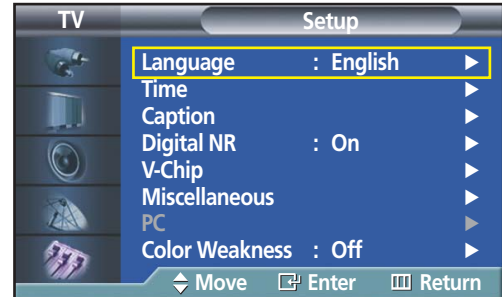 TV Setup
Language : English
Time
Caption
Digital NR : On
V-Chip
Miscellaneous
PC
Color Weakness : Off
Move Enter Return